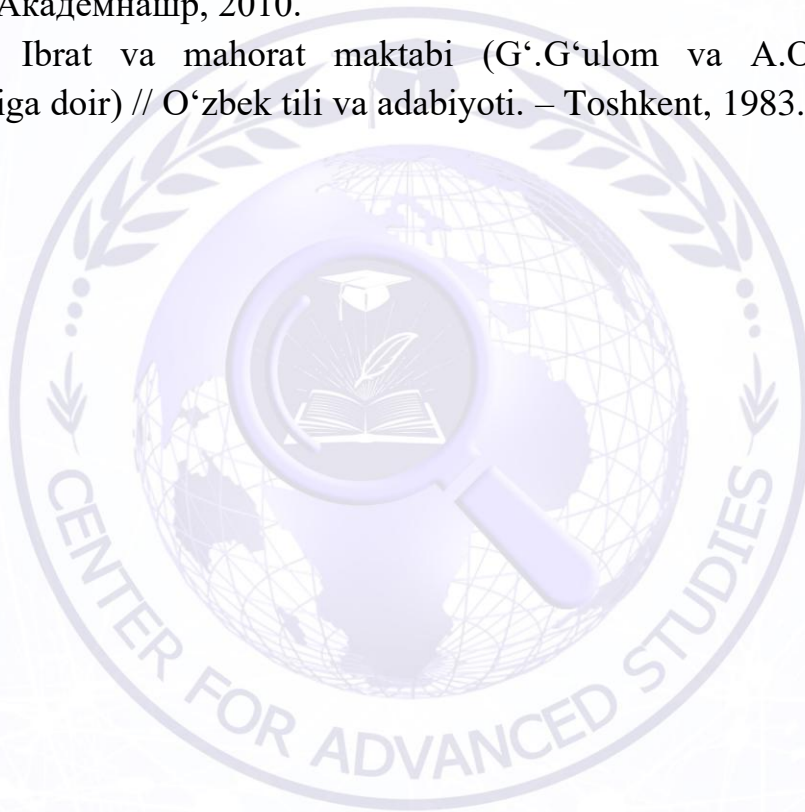 Академнашр, 2010.
Ibrat va mahorat maktabi (G‘.G‘ulom va A.O
iga doir) // O‘zbek tili va adabiyoti. – Toshkent, 1983.
CENTER FOR ADVANCED STUDIES